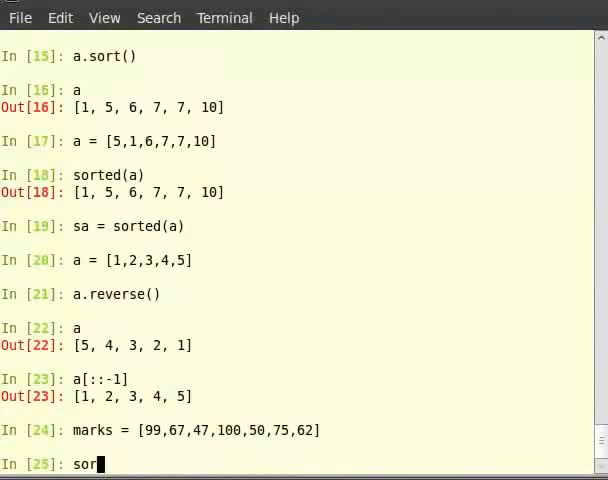 File Edit View Search Terminal Help
In [15]: a.sort()
In [16]: a
Out[16]: [1, 5, 6, 7, 7, 10]
In [17]: a = [5,1,6,7,7,10]
In [18]: sorted(a)
Out[18]: [1, 5, 6, 7, 7, 10]
In [19]: sa = sorted(a)
In [20]: a = [1,2,3,4,5]
In [21]: a.reverse()
In [22]: a
Out[22]: [5, 4, 3, 2, 1]
In [23]: a[::-1]
Out[23]: [1, 2, 3, 4, 5]
In [24]: marks = [99,67,47,100,50,75,62]
In [25]: sor